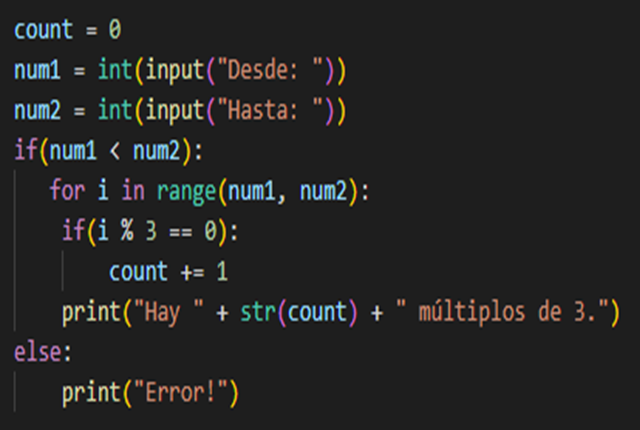 count = 0
num1 = int(input("Desde: "))
num2 = int(input("Hasta: "))
if(num1 < num2):
   for i in range(num1, num2):
    if(i % 3 == 0):
        count += 1
    print("Hay " + str(count) + " múltiplos de 3.")
else:
    print("Error!")